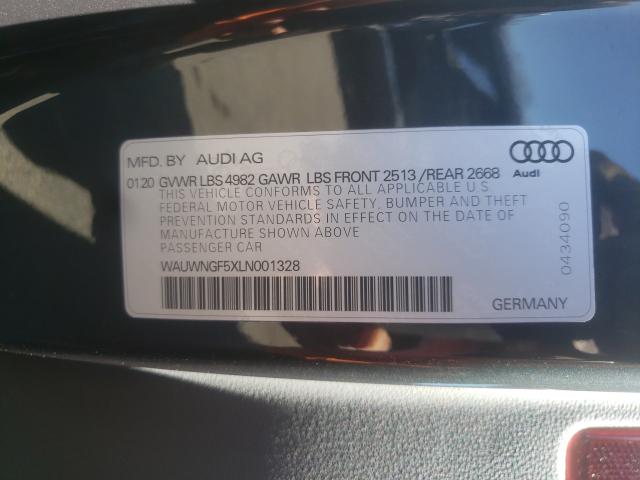 MFD. BY AUDI AG
0120 GVWR LBS 4982 GAWR LBS FRONT 2513 /REAR 2668
THIS VEHICLE CONFORMS TO ALL APPLICABLE U.S.
FEDERAL MOTOR VEHICLE SAFETY, BUMPER AND THEFT
PREVENTION STANDARDS IN EFFECT ON THE DATE OF
MANUFACTURE SHOWN ABOVE
PASSENGER CAR
WAUWNGF5XLN001328
GERMANY
Audi
0434090